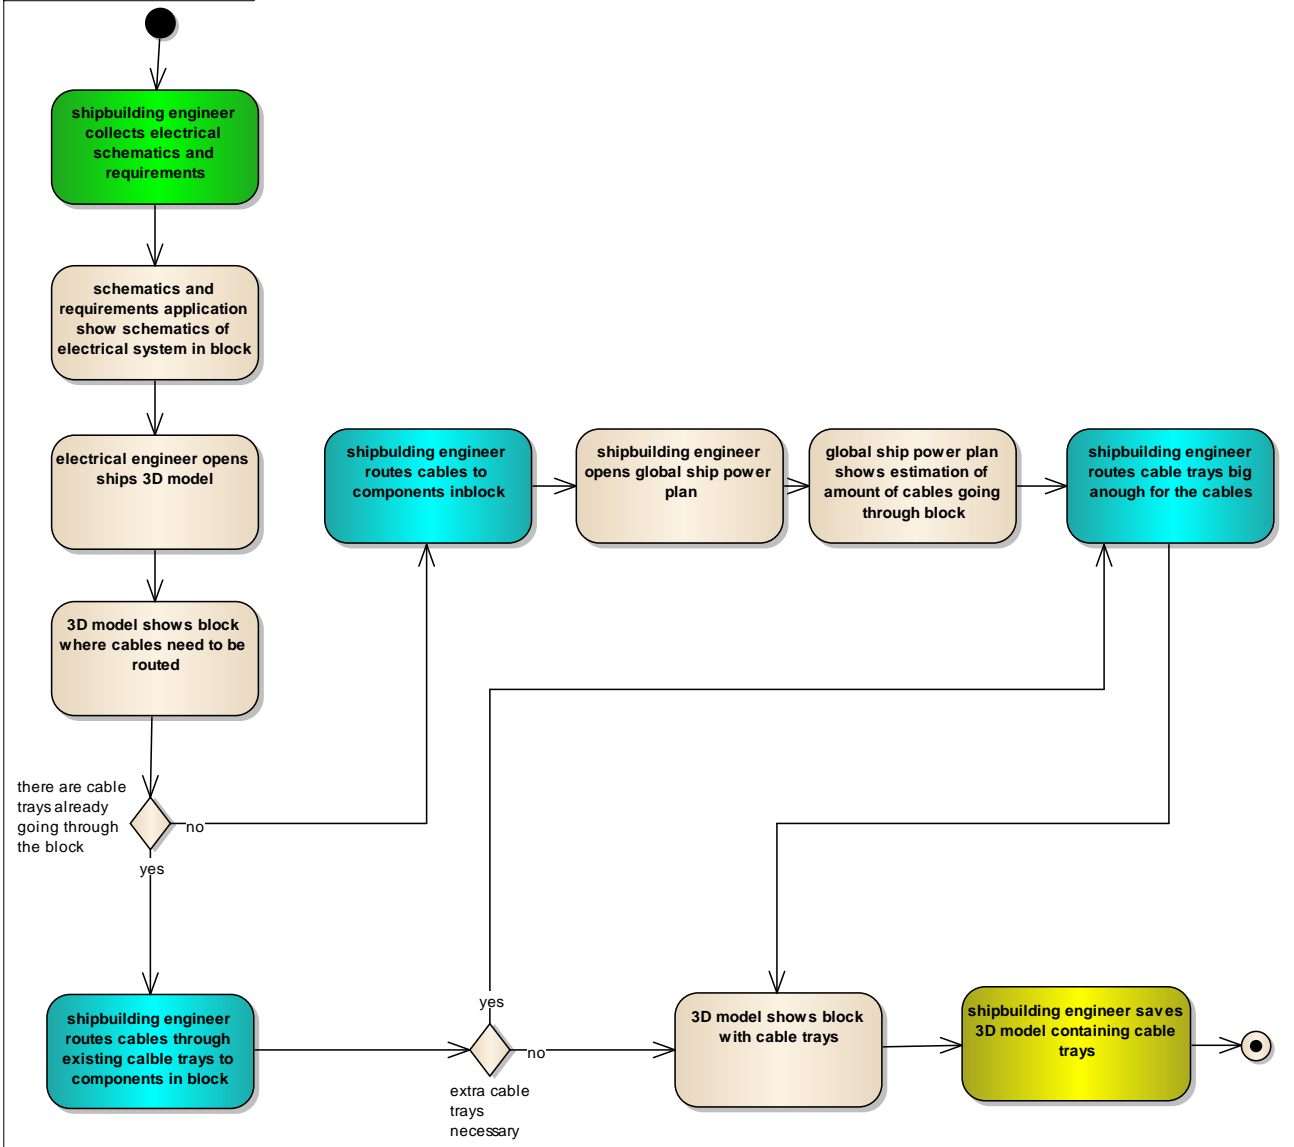 shipbuilding engineer
collects electrical
schematics and
requirements
schematics and
requirements application
show schematics of
electrical system in block
electrical engineer opens
ships 3D model
3D model shows block
where cables need to be
routed
there are cable
trays already
going through
the block
no
yes
shipbulding engineer
routes cables to
components inblock
shipbuilding engineer
opens global ship power
plan
global ship power plan
shows estimation of
amount of cables going
through block
shipbuilding engineer
routes cable trays big
anough for the cables
shipbuilding engineer
routes cables through
existing calble trays to
components in block
yes
no
extra cable
trays
necessary
3D model shows block
with cable trays
shipbuilding engineer saves
3D model containing cable
trays